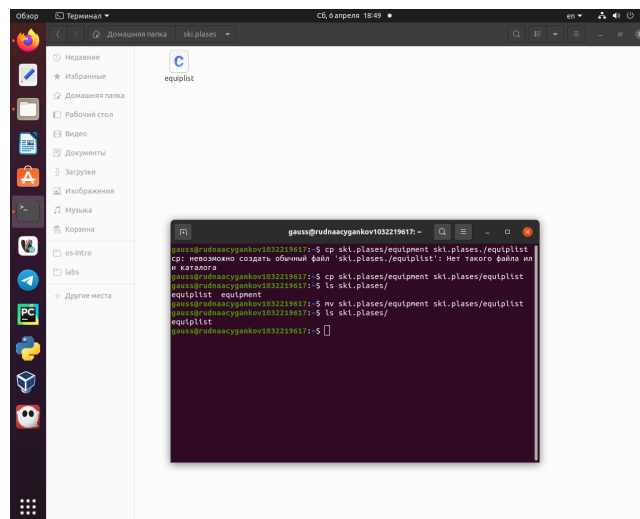 Обзор
Терминал
Сб, 6 апреля 18:49
en
Домашняя папка
ski.plases
Недавние
Избранные
Домашняя папка
Рабочий стол
Видео
Документы
Загрузки
Изображения
Музыка
Корзина
os-intro
labs
+ Другие места
C
equiplist
PC
gauss@rudnaacygankov1032219617: ~
gauss@rudnaacygankov1032219617:~$ cp ski.plases/equipment ski.plases./equiplist
cp: невозможно создать обычный файл 'ski.plases./equiplist': Нет такого файла ил
и каталога
gauss@rudnaacygankov1032219617:~$ cp ski.plases/equipment ski.plases/equiplist
gauss@rudnaacygankov1032219617:~$ ls ski.plases/
equiplist equipment
gauss@rudnaacygankov1032219617:~$ mv ski.plases/equipment ski.plases/equiplist
gauss@rudnaacygankov1032219617:~$ ls ski.plases/
equiplist
gauss@rudnaacygankov1032219617:~$